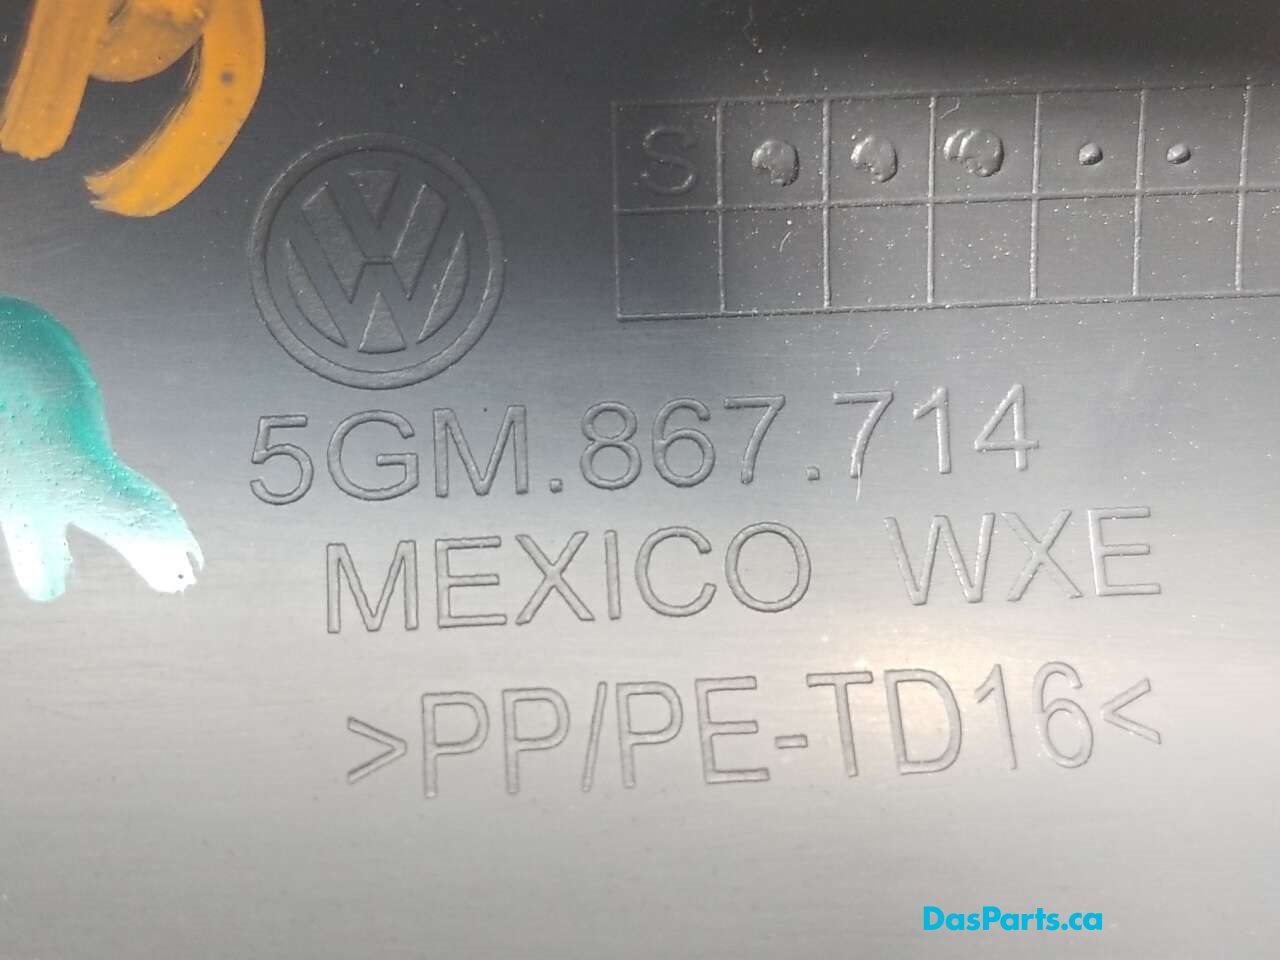 S
5GM.867.714
MEXICO WXE
>PP/PE-TD16<
DasParts.ca